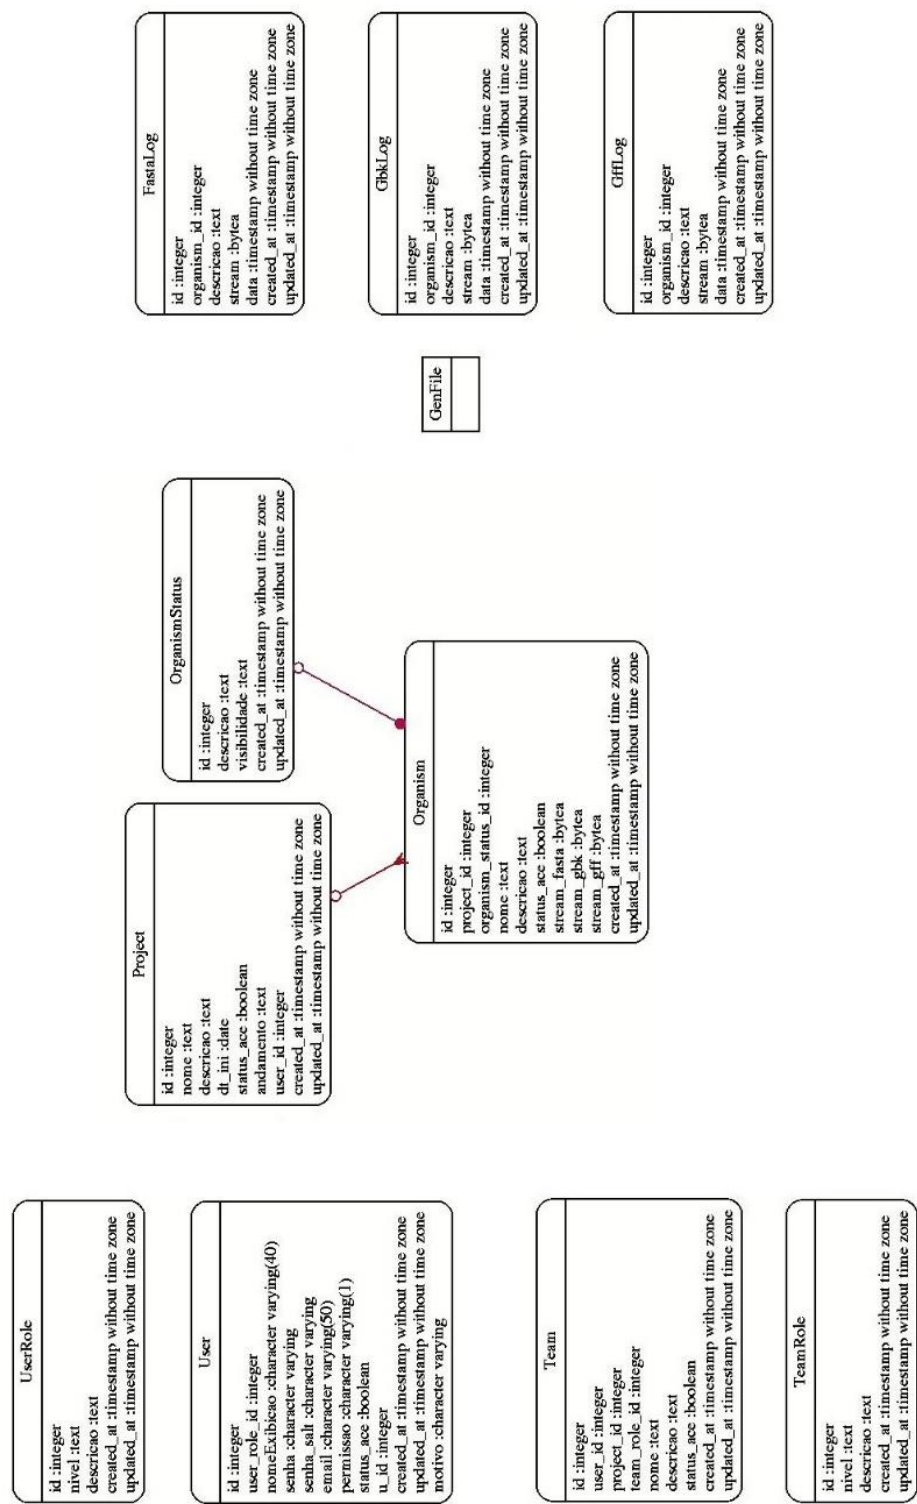 UserRole
id :integer
nivel :text
descricao :text
created_at :timestamp without time zone
updated_at :timestamp without time zone
User
id :integer
user_role_id :integer
nomeExibicao :character varying(40)
senha :character varying
senha_salt :character varying
email :character varying(50)
permissao :character varying(1)
status_ace :boolean
u_id :integer
created_at :timestamp without time zone
updated_at :timestamp without time zone
motivo :character varying
Team
id :integer
user_id :integer
project_id :integer
team_role_id :integer
nome :text
descricao :text
status_ace :boolean
created_at :timestamp without time zone
updated_at :timestamp without time zone
TeamRole
id :integer
nivel :text
descricao :text
created_at :timestamp without time zone
updated_at :timestamp without time zone
Project
id :integer
nome :text
descricao :text
dt_ini :date
status_ace :boolean
andamento :text
user_id :integer
created_at :timestamp without time zone
updated_at :timestamp without time zone
OrganismStatus
id :integer
descricao :text
visibilidade :text
created_at :timestamp without time zone
updated_at :timestamp without time zone
Organism
id :integer
project_id :integer
organism_status_id :integer
nome :text
descricao :text
status_ace :boolean
stream_fasta :bytea
stream_gbk :bytea
stream_gff :bytea
created_at :timestamp without time zone
updated_at :timestamp without time zone
GenFile
FastaLog
id :integer
organism_id :integer
descricao :text
stream :bytea
data :timestamp without time zone
created_at :timestamp without time zone
updated_at :timestamp without time zone
GbkLog
id :integer
organism_id :integer
descricao :text
stream :bytea
data :timestamp without time zone
created_at :timestamp without time zone
updated_at :timestamp without time zone
GffLog
id :integer
organism_id :integer
descricao :text
stream :bytea
data :timestamp without time zone
created_at :timestamp without time zone
updated_at :timestamp without time zone